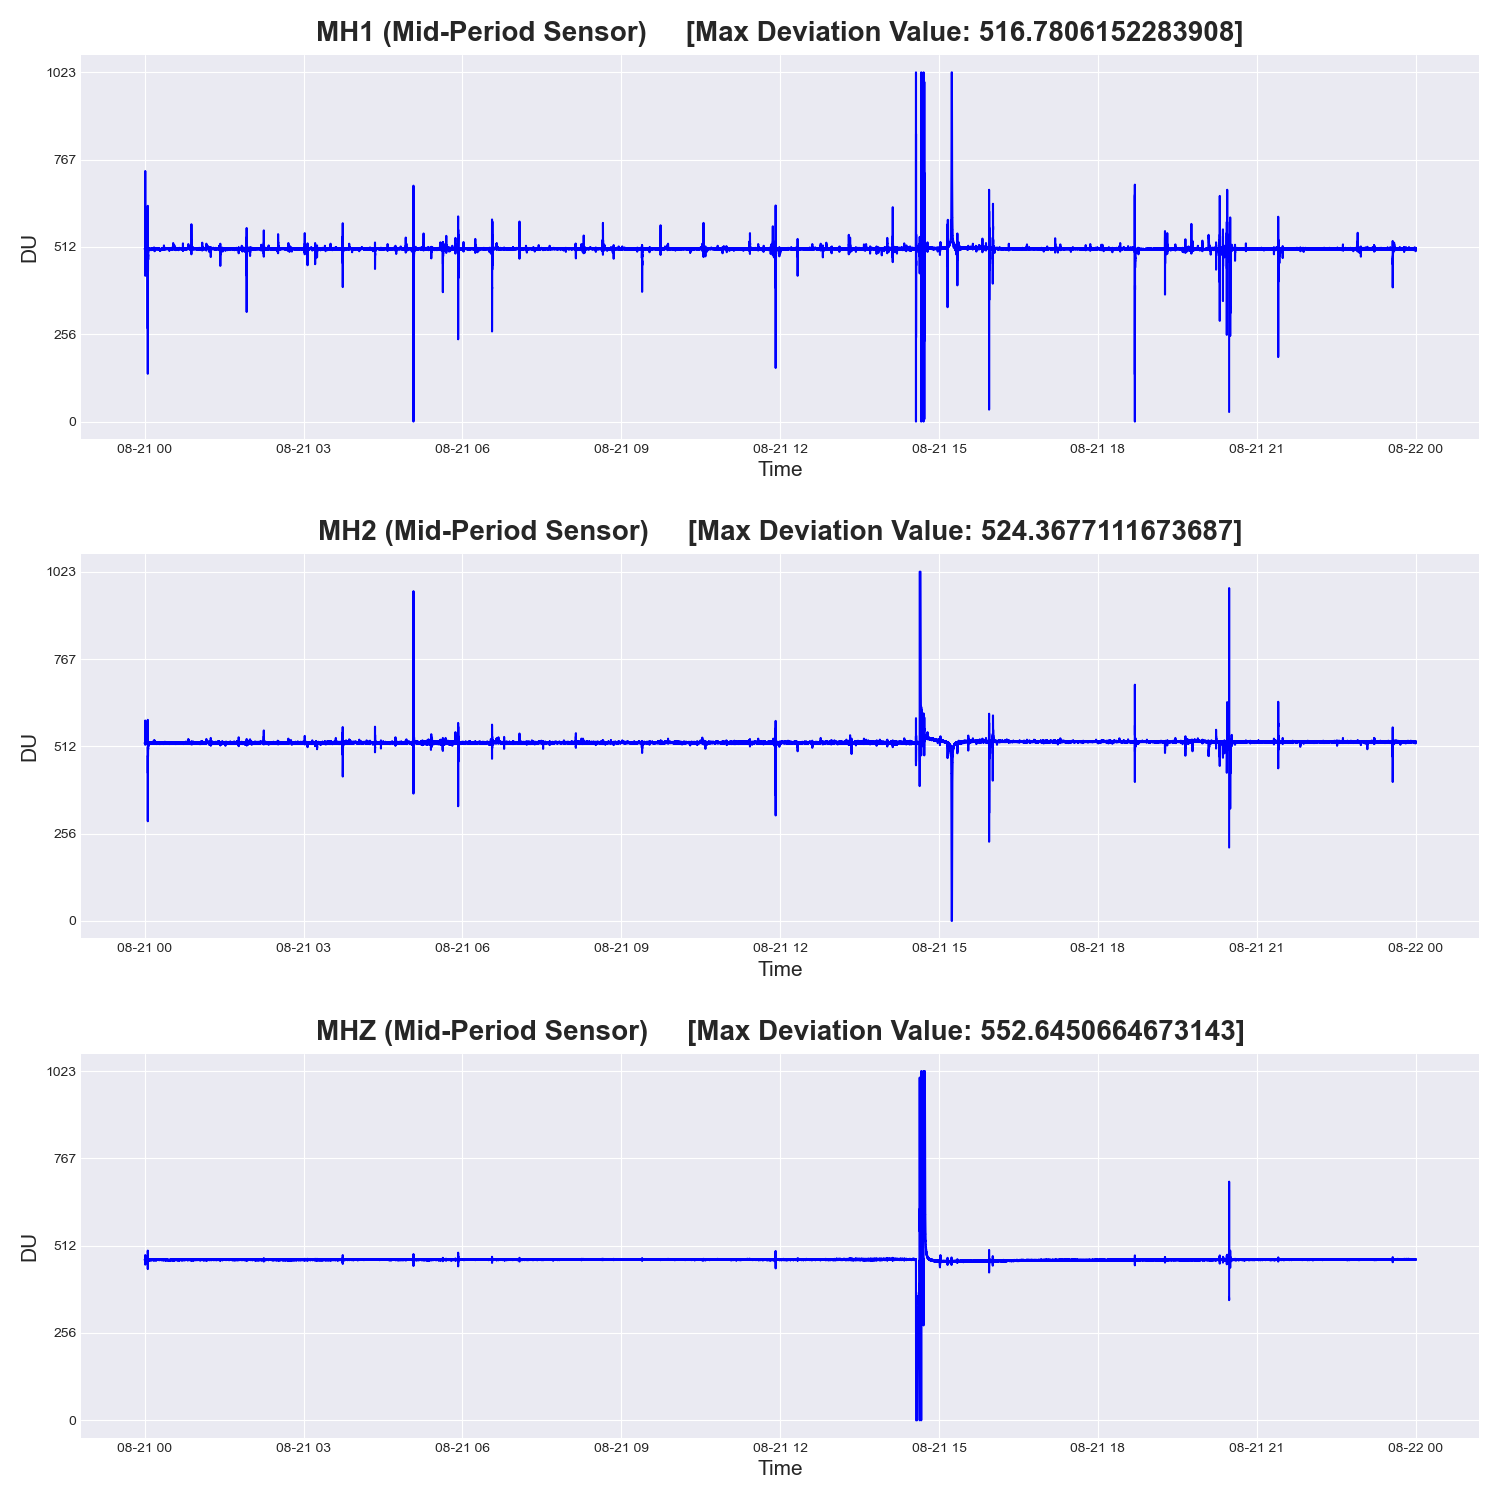 MH1 (Mid-Period Sensor) [Max Deviation Value: 516.7806152283908]
1023
767
512
256
0
DU
08-21 00 08-21 03 08-21 06 08-21 09 08-21 12 08-21 15 08-21 18 08-21 21 08-22 00
Time
MH2 (Mid-Period Sensor) [Max Deviation Value: 524.3677111673687]
1023
767
512
256
0
DU
08-21 00 08-21 03 08-21 06 08-21 09 08-21 12 08-21 15 08-21 18 08-21 21 08-22 00
Time
MHZ (Mid-Period Sensor) [Max Deviation Value: 552.6450664673143]
1023
767
512
256
0
DU
08-21 00 08-21 03 08-21 06 08-21 09 08-21 12 08-21 15 08-21 18 08-21 21 08-22 00
Time